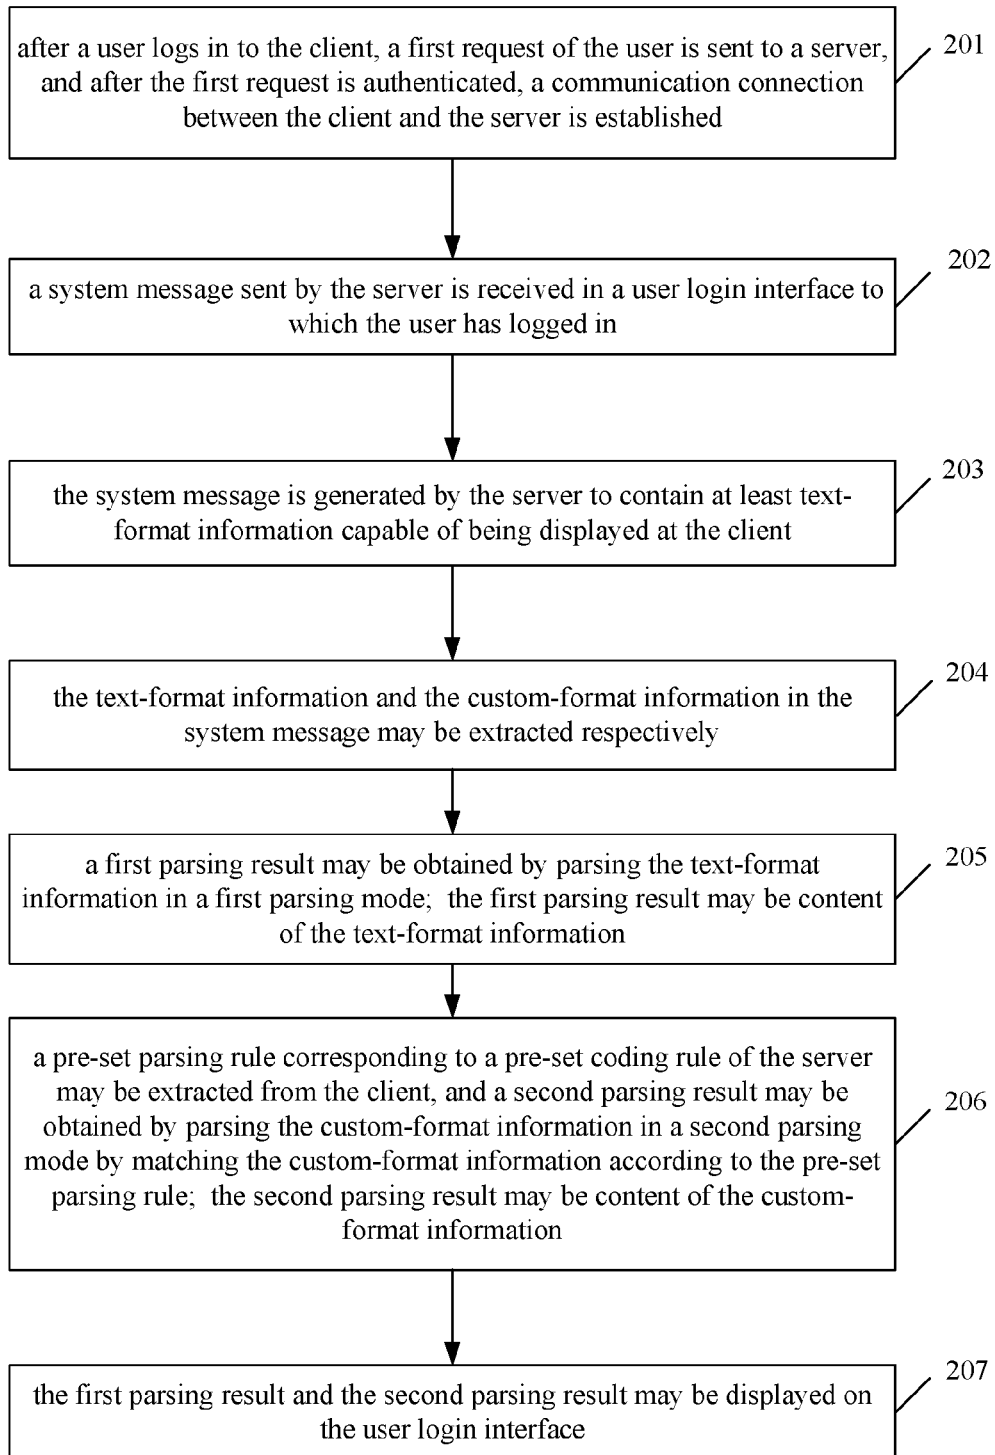 after a user logs in to the client, a first request of the user is sent to a server,
and after the first request is authenticated, a communication connection
between the client and the server is established
201
a system message sent by the server is received in a user login interface to
which the user has logged in
202
the system message is generated by the server to contain at least text-
format information capable of being displayed at the client
203
the text-format information and the custom-format information in the
system message may be extracted respectively
204
a first parsing result may be obtained by parsing the text-format
information in a first parsing mode;  the first parsing result may be content
of the text-format information
205
a pre-set parsing rule corresponding to a pre-set coding rule of the server
may be extracted from the client, and a second parsing result may be
obtained by parsing the custom-format information in a second parsing
mode by matching the custom-format information according to the pre-set
parsing rule;  the second parsing result may be content of the custom-
format information
206
the first parsing result and the second parsing result may be displayed on
the user login interface
207